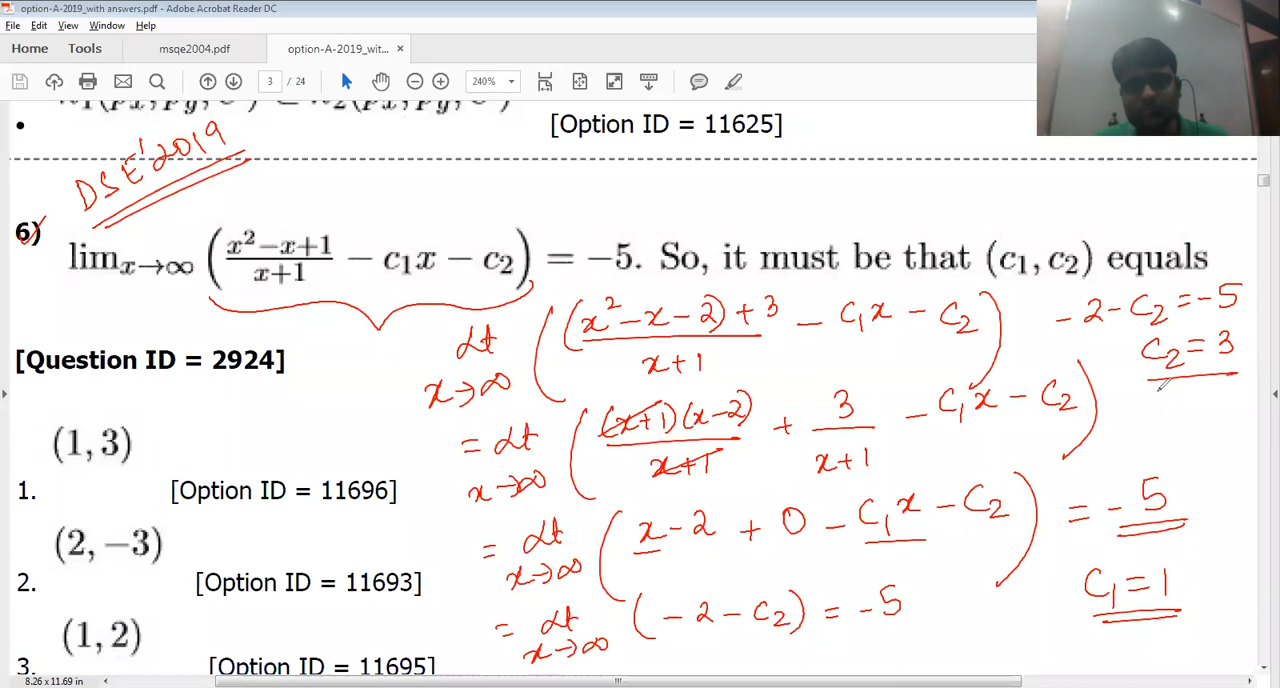 option-A-2019_with answers.pdf - Adobe Acrobat Reader DC
File Edit View Window Help
Home Tools msqe2004.pdf option-A-2019_wit... ×
3 / 24 240%
[Option ID = 11625]
DSE'2019
6) lim x→∞ (x²−x+1 / x+1 − c₁x − c₂) = −5. So, it must be that (c₁, c₂) equals
Lt x→∞ ((x²−x−2)+3 / x+1 − C₁x − C₂)
-2-C₂=-5
C₂=3
[Question ID = 2924]
= Lt x→∞ ((x+1)(x−2) / x+1 + 3 / x+1 − C₁x − C₂)
(1, 3)
1. [Option ID = 11696]
= Lt x→∞ (x−2+0−C₁x−C₂) = −5
(2, −3)
2. [Option ID = 11693]
C₁=1
= Lt x→∞ (−2−C₂) = −5
(1, 2)
3. [Option ID = 11695]
8.26 x 11.69 in